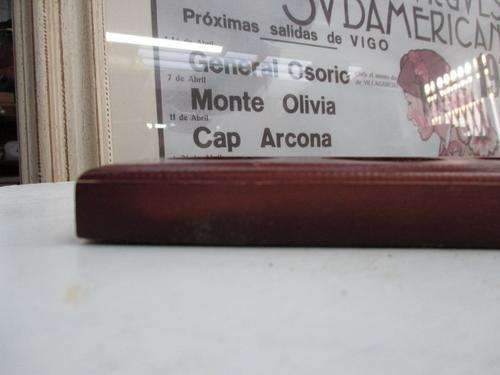 SVDAMERICAN
Próximas salidas de VIGO
General Osorio
7 de Abril
Monte Olivia
11 de Abril
Cap Arcona